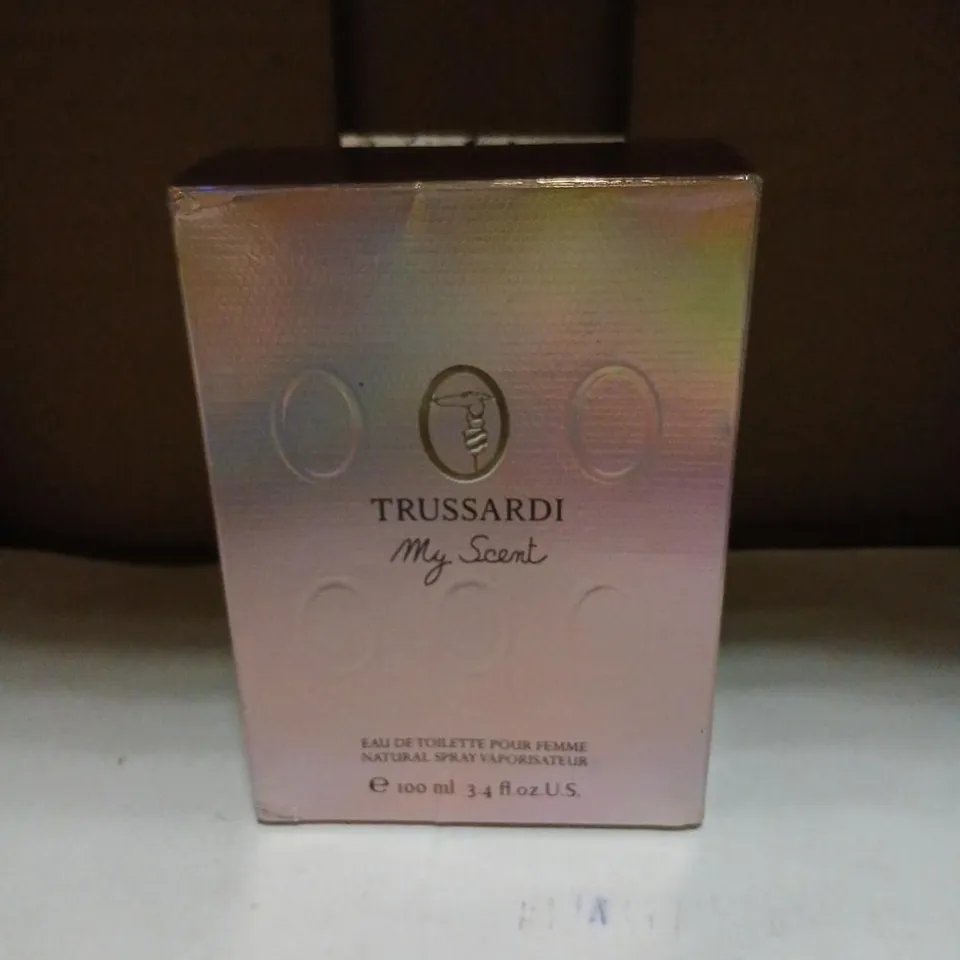 TRUSSARDI
My Scent
EAU DE TOILETTE POUR FEMME
NATURAL SPRAY VAPORISATEUR
℮ 100 ml 3.4 fl.oz.U.S.